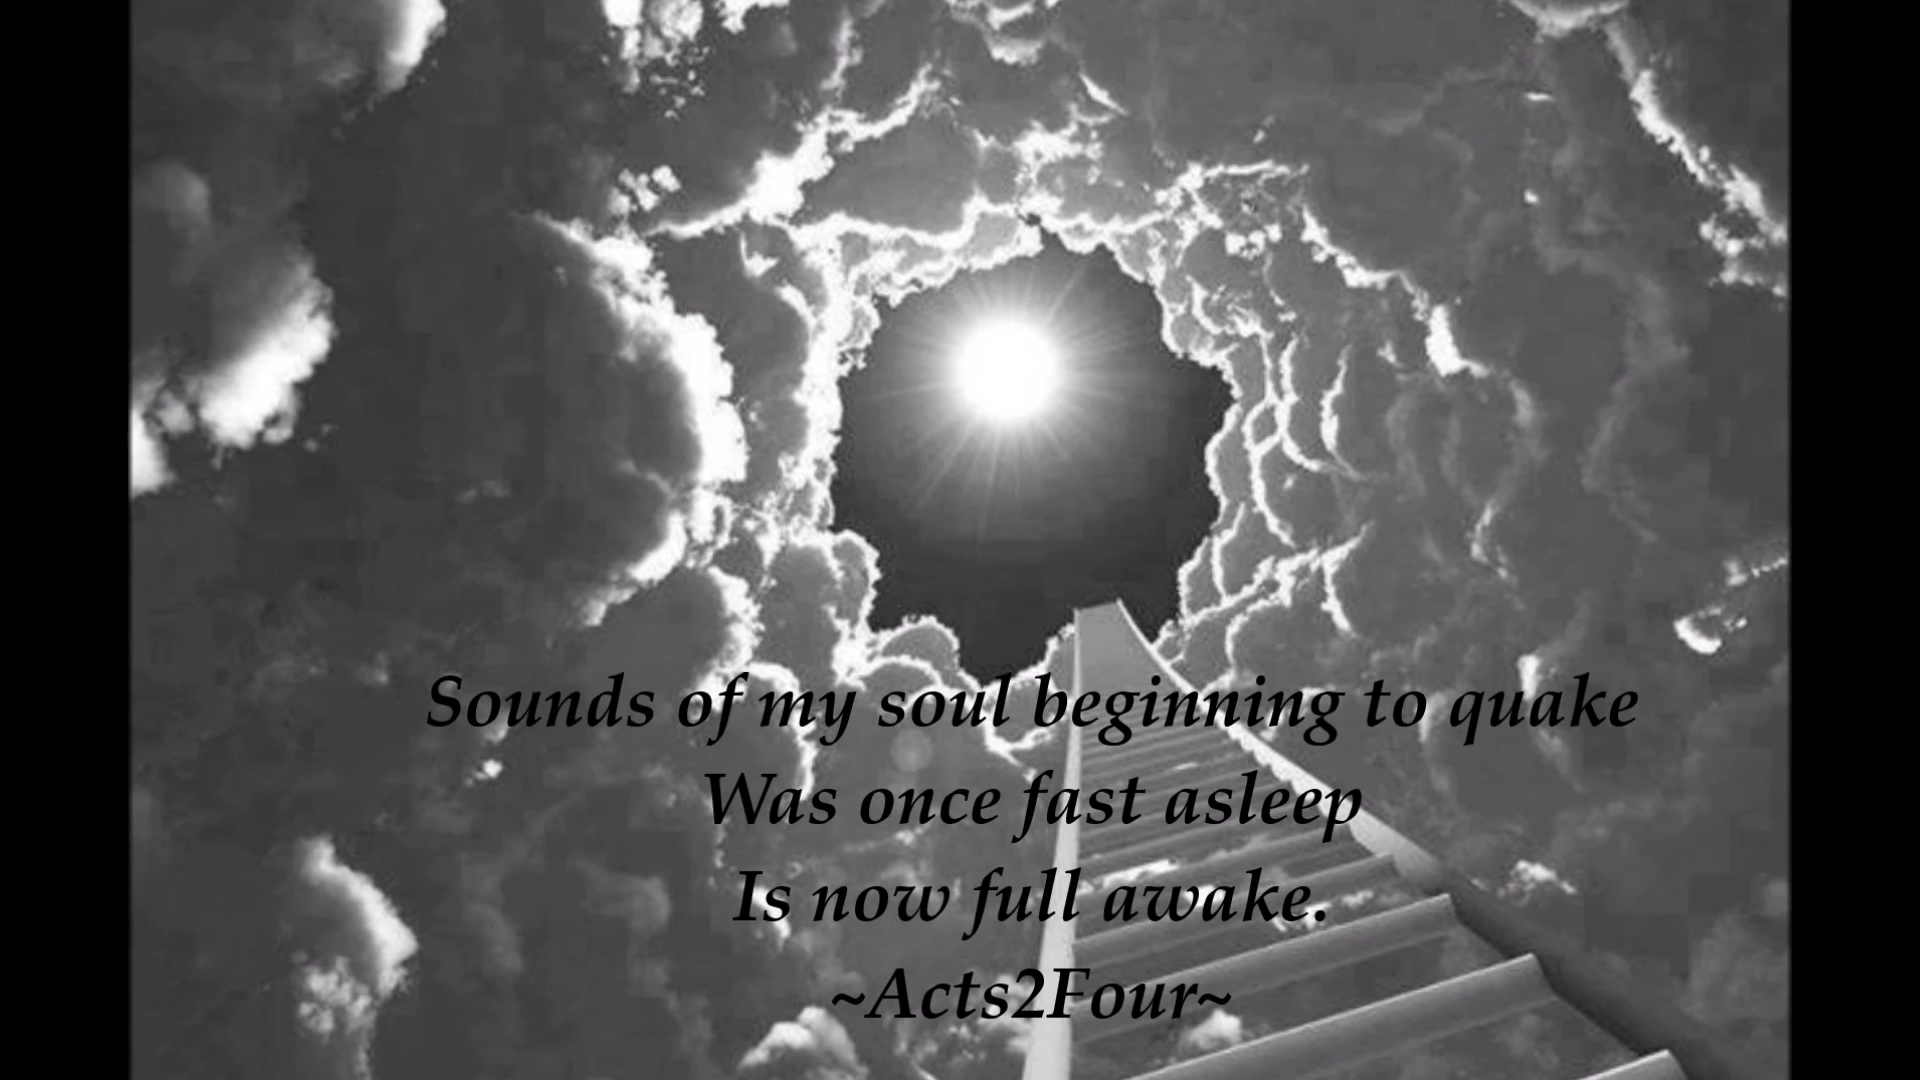 Sounds of my soul beginning to quake
Was once fast asleep
Is now full awake.
~Acts2Four~